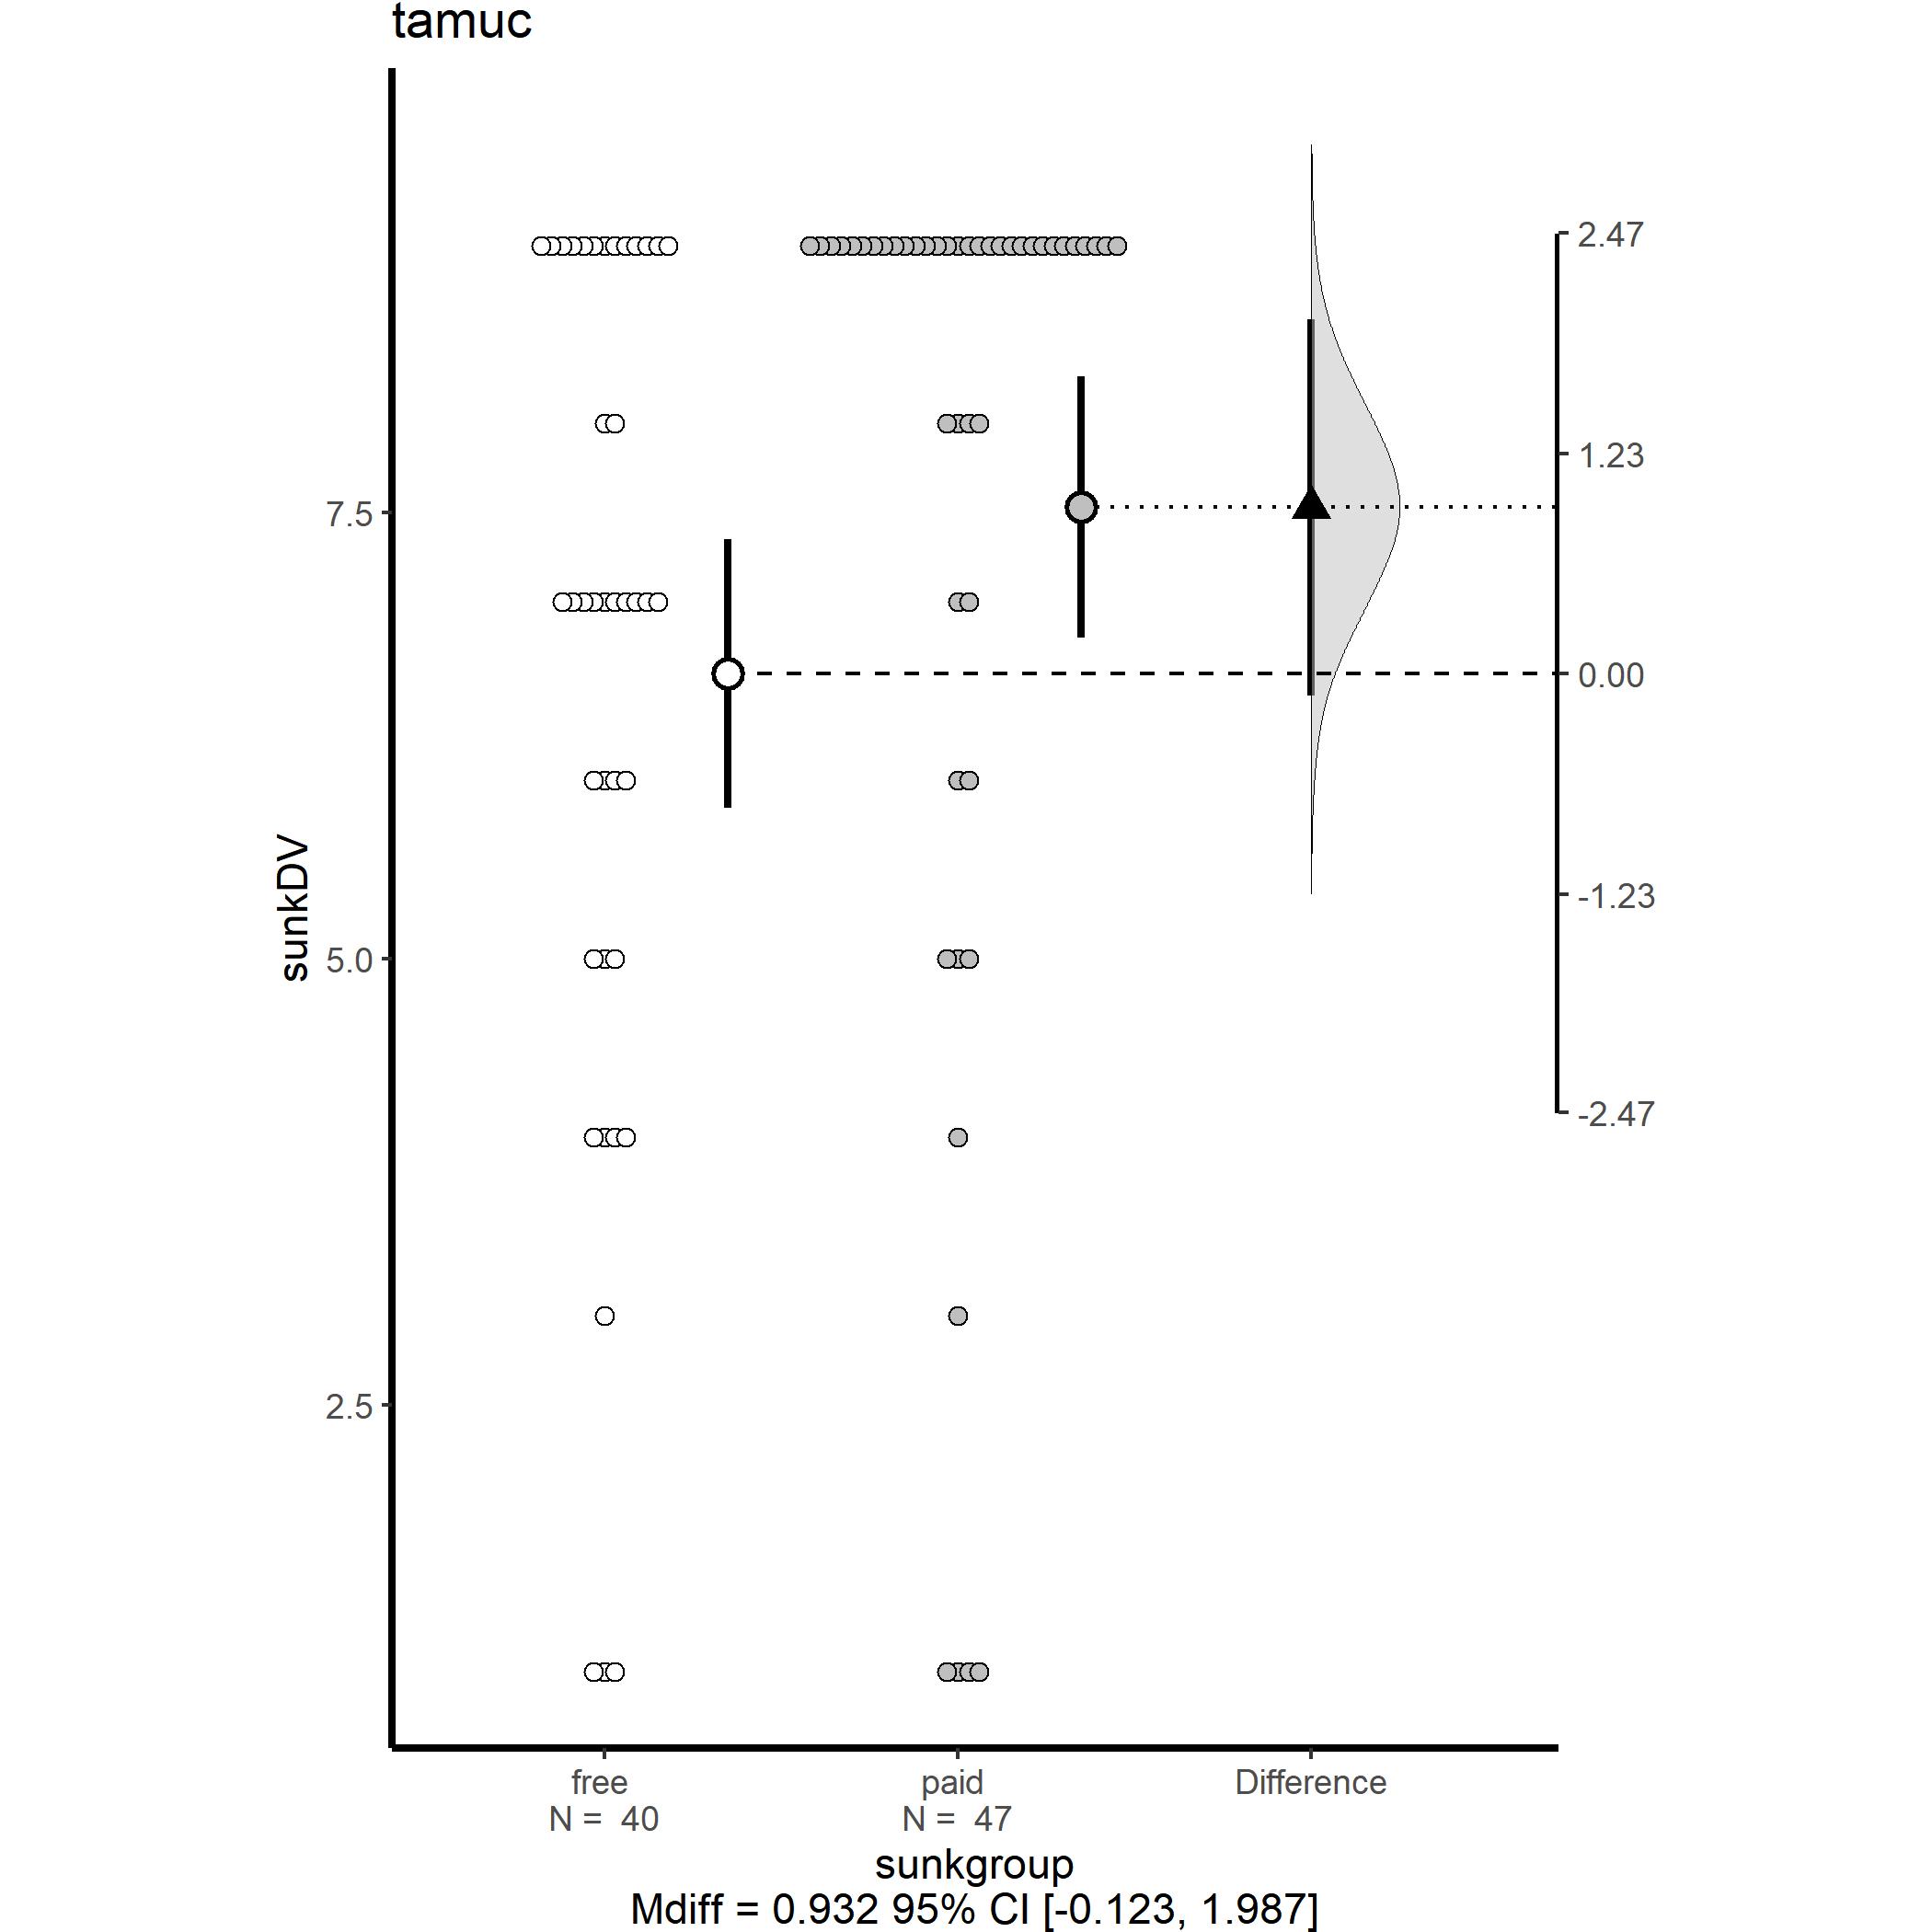 tamuc
sunkDV
7.5
5.0
2.5
2.47
1.23
0.00
-1.23
-2.47
free
N =  40
paid
N =  47
Difference
sunkgroup
Mdiff = 0.932 95% CI [-0.123, 1.987]